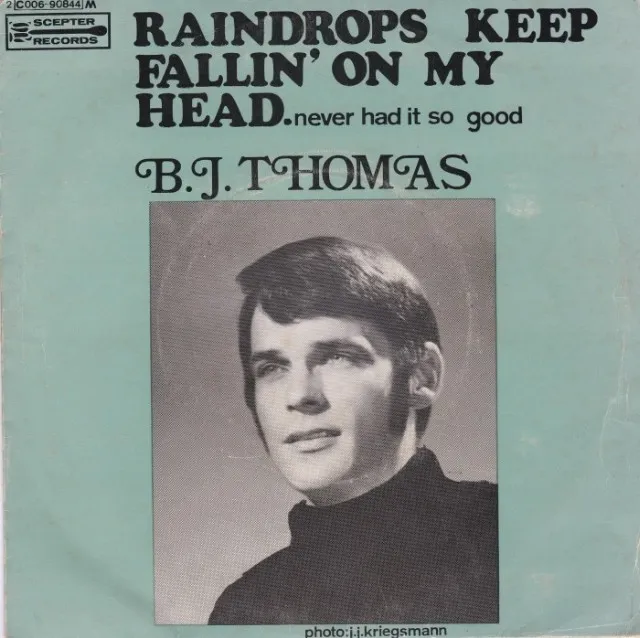 2C006-90844 M
SCEPTER
RECORDS
RAINDROPS KEEP
FALLIN' ON MY
HEAD. never had it so good
B.J. THOMAS
photo:j.j.kriegsmann